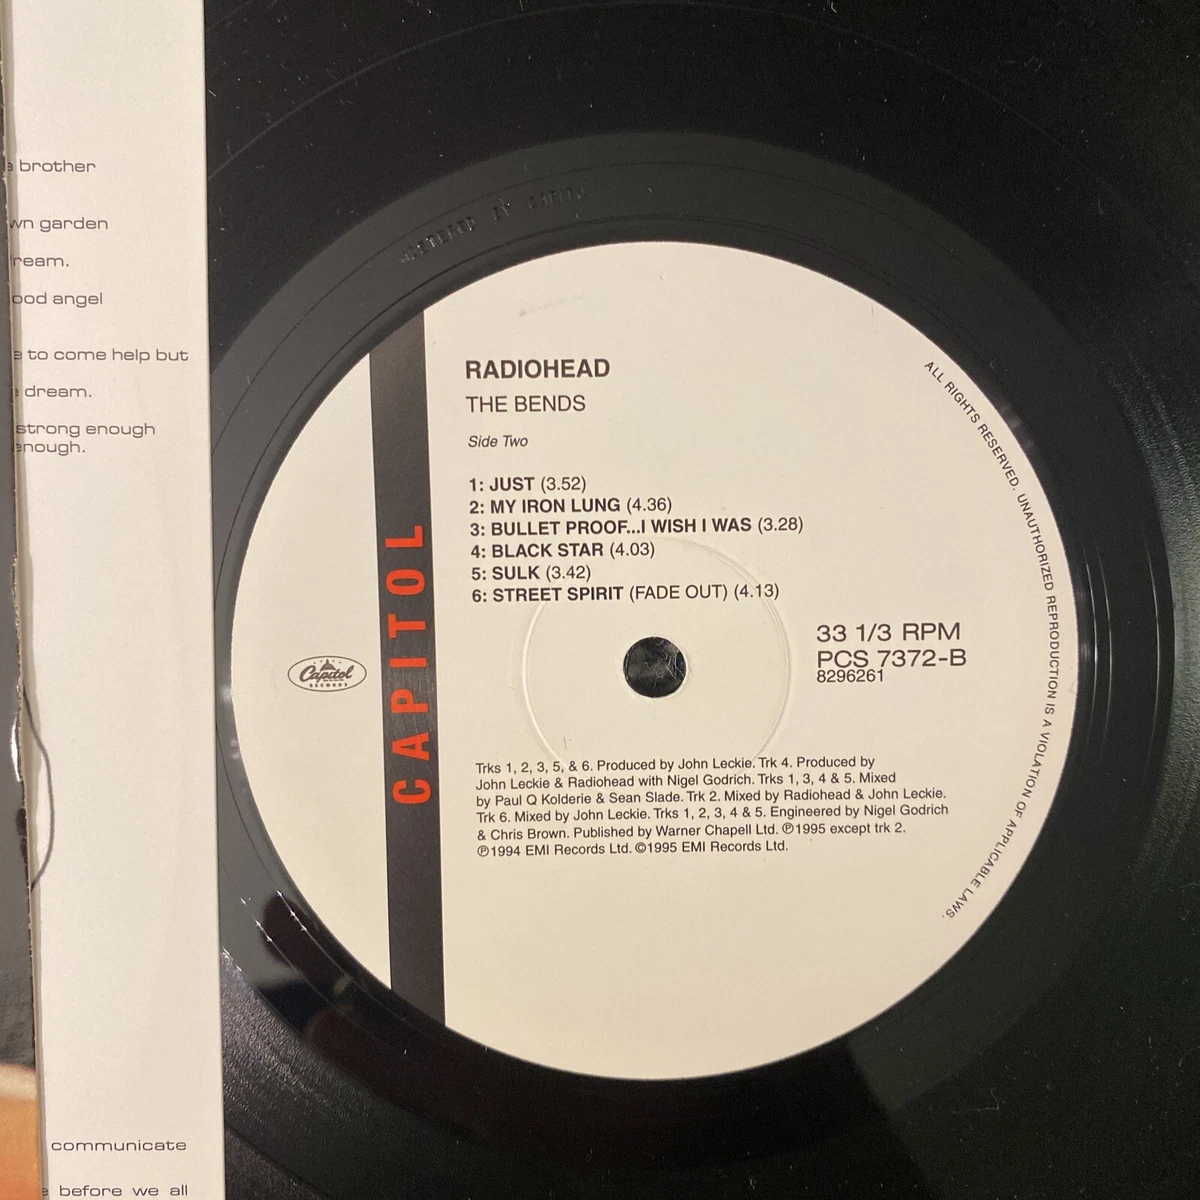 brother
garden
ood angel
to come help but
dream.
strong enough
communicate
before we all
MASTERED BY CAPITOL
RADIOHEAD
THE BENDS
Side Two
1: JUST (3.52)
2: MY IRON LUNG (4.36)
3: BULLET PROOF...I WISH I WAS (3.28)
4: BLACK STAR (4.03)
5: SULK (3.42)
6: STREET SPIRIT (FADE OUT) (4.13)
33 1/3 RPM
PCS 7372-B
8296261
CAPITOL
Capitol
RECORDS
Trks 1, 2, 3, 5, & 6. Produced by John Leckie. Trk 4. Produced by
John Leckie & Radiohead with Nigel Godrich. Trks 1, 3, 4 & 5. Mixed
by Paul Q Kolderie & Sean Slade. Trk 2. Mixed by Radiohead & John Leckie.
Trk 6. Mixed by John Leckie. Trks 1, 2, 3, 4 & 5. Engineered by Nigel Godrich
& Chris Brown. Published by Warner Chapell Ltd. ℗1995 except trk 2.
℗1994 EMI Records Ltd. ©1995 EMI Records Ltd.
ALL RIGHTS RESERVED. UNAUTHORIZED REPRODUCTION IS A VIOLATION OF APPLICABLE LAWS.